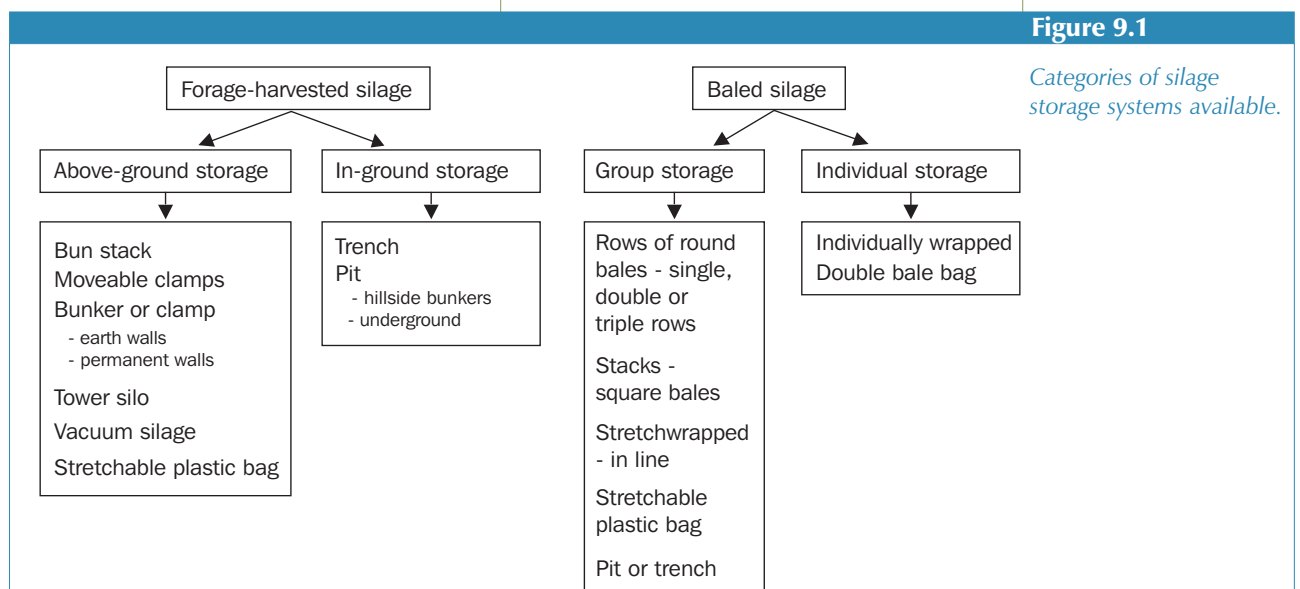 Figure 9.1
Categories of silage
storage systems available.
Forage-harvested silage
Baled silage
Above-ground storage
In-ground storage
Group storage
Individual storage
Bun stack
Moveable clamps
Bunker or clamp
- earth walls
- permanent walls
Tower silo
Vacuum silage
Stretchable plastic bag
Trench
Pit
- hillside bunkers
- underground
Rows of round
bales - single,
double or
triple rows
Stacks -
square bales
Stretchwrapped
- in line
Stretchable
plastic bag
Pit or trench
Individually wrapped
Double bale bag